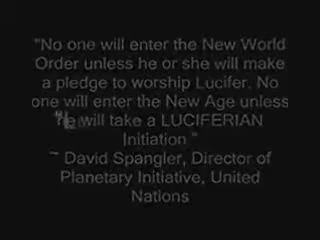 "No one will enter the New World
Order unless he or she will make
a pledge to worship Lucifer. No
one will enter the New Age unless
he will take a LUCIFERIAN
Initiation "
~ David Spangler, Director of
Planetary Initiative, United
Nations